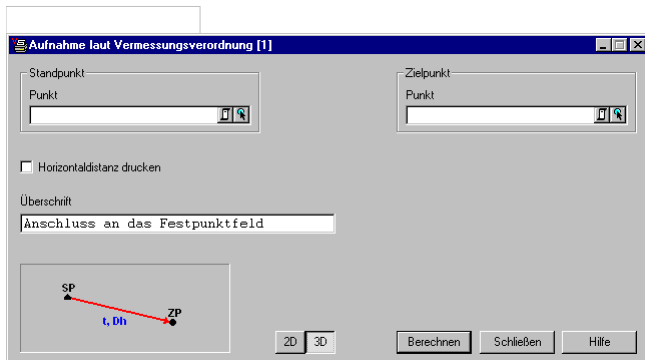 Aufnahme laut Vermessungsverordnung [1]
Standpunkt
Zielpunkt
Punkt
Punkt
Horizontaldistanz drucken
Überschrift
Anschluss an das Festpunktfeld
SP
ZP
t, Dh
2D 3D Berechnen Schließen Hilfe